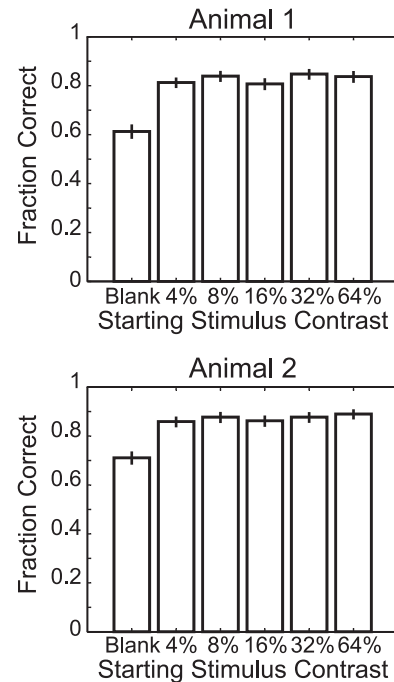 Animal 1
Fraction Correct
1
0.8
0.6
0.4
0.2
0
Blank 4% 8% 16% 32% 64%
Starting Stimulus Contrast
Animal 2
Fraction Correct
1
0.8
0.6
0.4
0.2
0
Blank 4% 8% 16% 32% 64%
Starting Stimulus Contrast